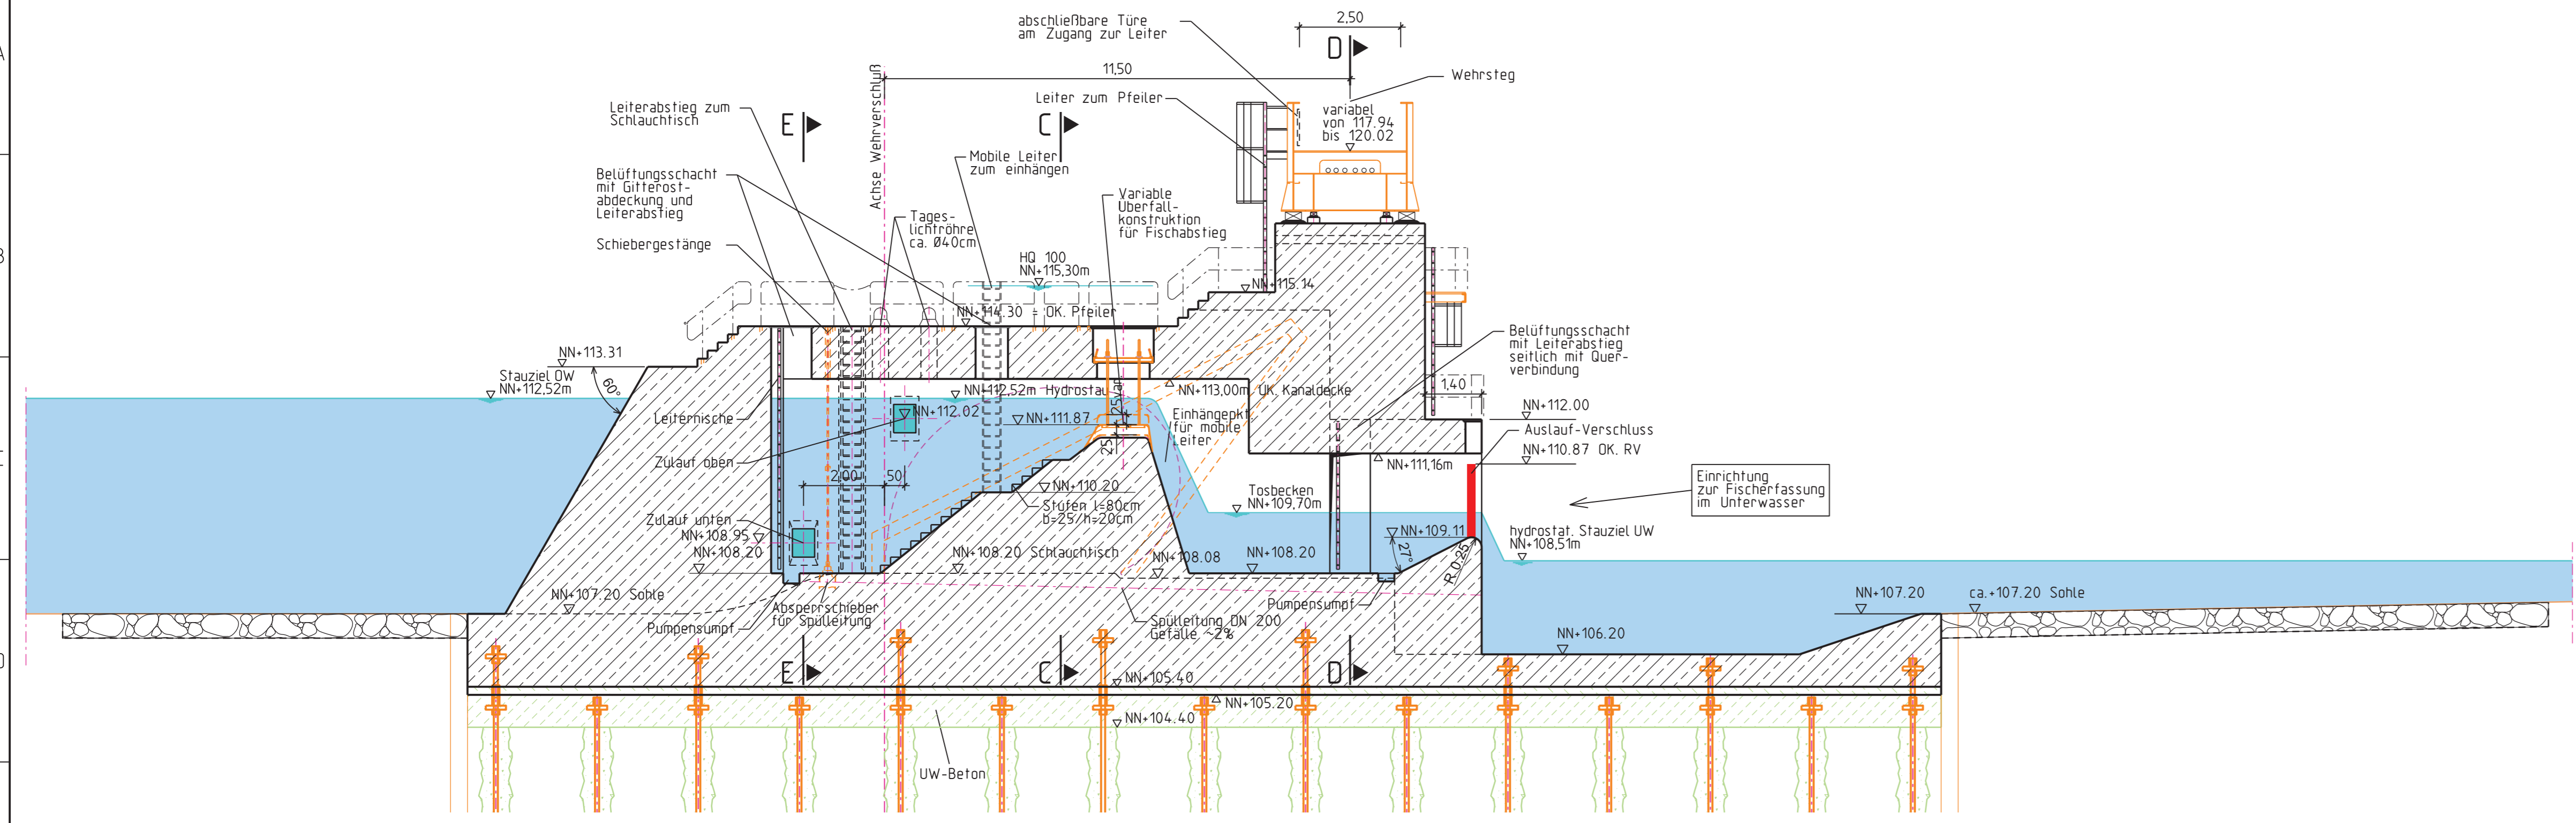 A
B
D
abschließbare Türe
am Zugang zur Leiter
2,50
D
11,50
Wehrsteg
Achse Wehrverschluß
Leiterabstieg zum
Schlauchtisch
Leiter zum Pfeiler
variabel
von 117.94
bis 120.02
E
C
Mobile Leiter
zum einhängen
Belüftungsschacht
mit Gitterost-
abdeckung und
Leiterabstieg
Variable
Überfall-
konstruktion
für Fischabstieg
Tages-
lichtröhre
ca. Ø40cm
Schiebergestänge
HQ 100
NN+115,30m
NN+115.14
NN+114.30 = OK. Pfeiler
Belüftungsschacht
mit Leiterabstieg
seitlich mit Quer-
verbindung
NN+113.31
60°
Stauziel OW
NN+112,52m
NN+112,52m Hydrostau
NN+113,00m UK. Kanaldecke
1,40
25var
NN+112.02
NN+111.87
Einhängepkt
für mobile
Leiter
NN+112.00
Auslauf-Verschluss
NN+110.87 OK. RV
Leiternische
25
Zulauf oben
NN+111,16m
2,00
50
NN+110.20
Stufen l=80cm
b=25/h=20cm
Tosbecken
NN+109,70m
Einrichtung
zur Fischerfassung
im Unterwasser
Zulauf unten
NN+108.95
NN+108.20
NN+109.11
27°
R 0.25
hydrostat. Stauziel UW
NN+108,51m
NN+108.20 Schlauchtisch
NN+108.08
NN+108.20
NN+107.20 Sohle
Absperrschieber
für Spülleitung
Pumpensumpf
Pumpensumpf
Spülleitung DN 200
Gefälle ~2%
NN+107.20
ca.+107.20 Sohle
NN+106.20
E
C
D
NN+105.40
NN+105.20
NN+104.40
UW-Beton